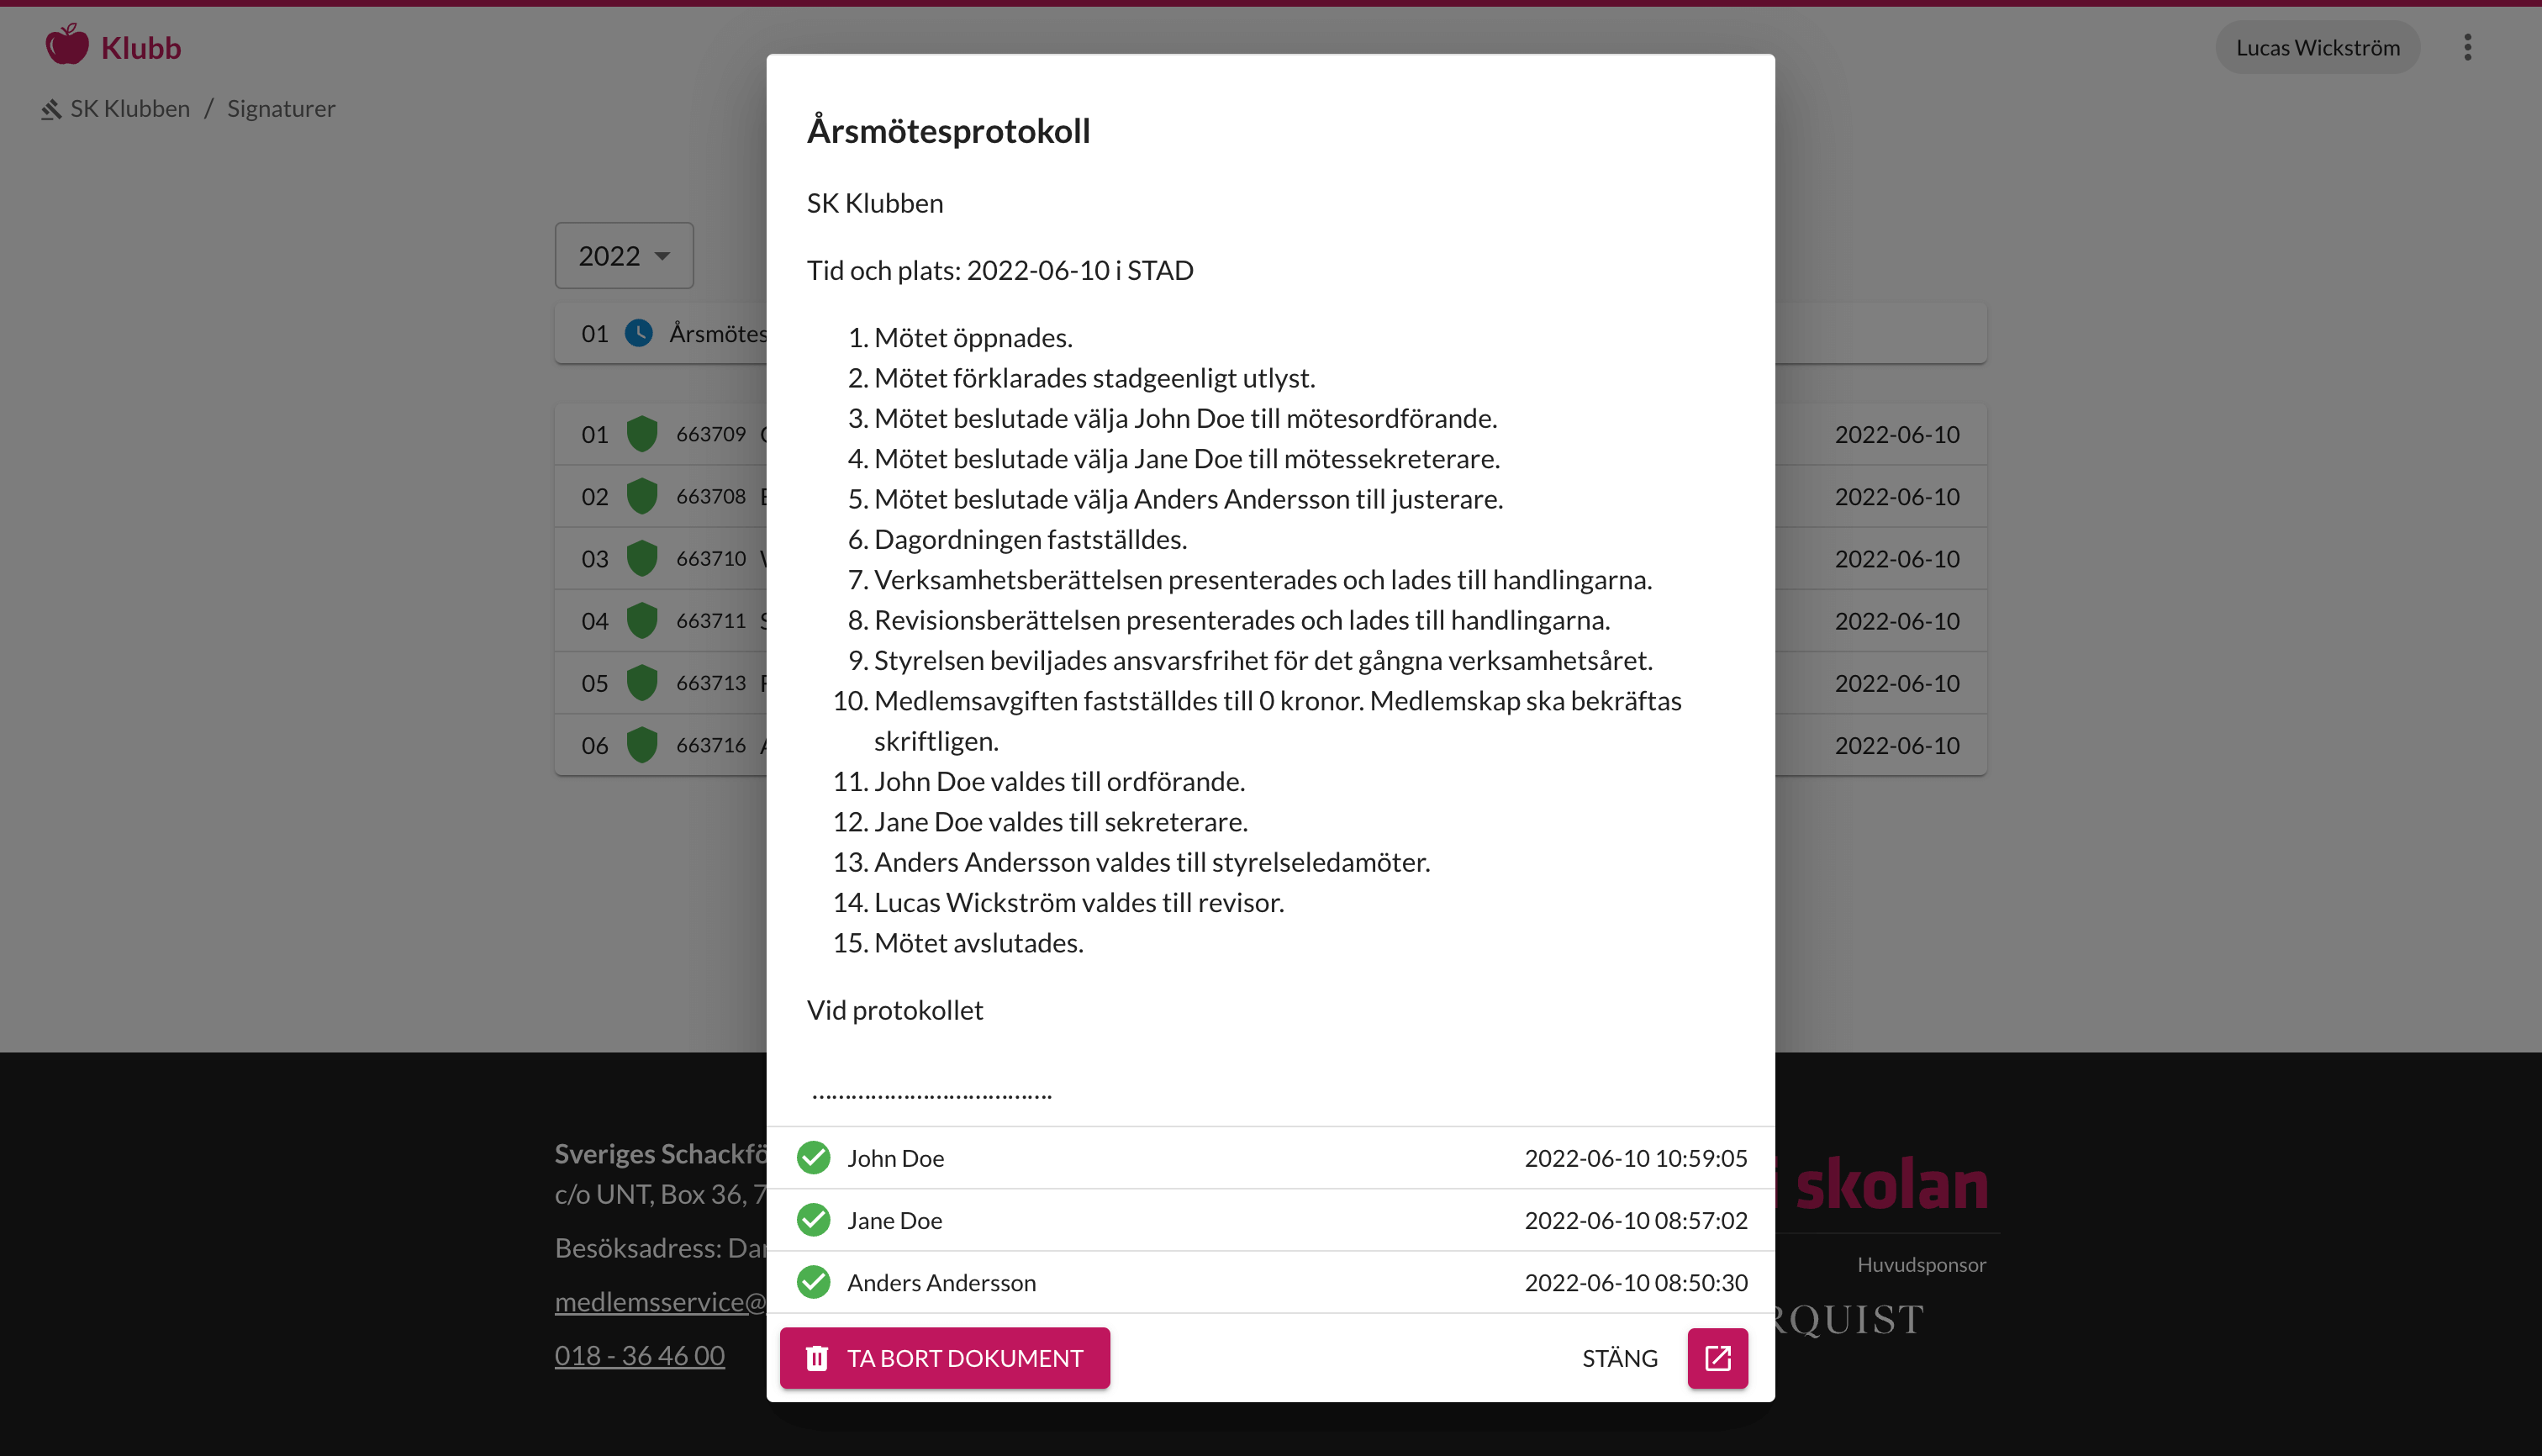 Klubb
Lucas Wickström
SK Klubben / Signaturer
2022
01 Årsmötes
01 663709 2022-06-10
02 663708 2022-06-10
03 663710 2022-06-10
04 663711 2022-06-10
05 663713 2022-06-10
06 663716 2022-06-10
Årsmötesprotokoll
SK Klubben
Tid och plats: 2022-06-10 i STAD
1. Mötet öppnades.
2. Mötet förklarades stadgeenligt utlyst.
3. Mötet beslutade välja John Doe till mötesordförande.
4. Mötet beslutade välja Jane Doe till mötessekreterare.
5. Mötet beslutade välja Anders Andersson till justerare.
6. Dagordningen fastställdes.
7. Verksamhetsberättelsen presenterades och lades till handlingarna.
8. Revisionsberättelsen presenterades och lades till handlingarna.
9. Styrelsen beviljades ansvarsfrihet för det gångna verksamhetsåret.
10. Medlemsavgiften fastställdes till 0 kronor. Medlemskap ska bekräftas
skriftligen.
11. John Doe valdes till ordförande.
12. Jane Doe valdes till sekreterare.
13. Anders Andersson valdes till styrelseledamöter.
14. Lucas Wickström valdes till revisor.
15. Mötet avslutades.
Vid protokollet
.....................................
John Doe 2022-06-10 10:59:05
Jane Doe 2022-06-10 08:57:02
Anders Andersson 2022-06-10 08:50:30
TA BORT DOKUMENT
STÄNG
Sveriges Schackfö
c/o UNT, Box 36, 7
Besöksadress: Da
medlemsservice@
018 - 36 46 00
skolan
Huvudsponsor
RQUIST